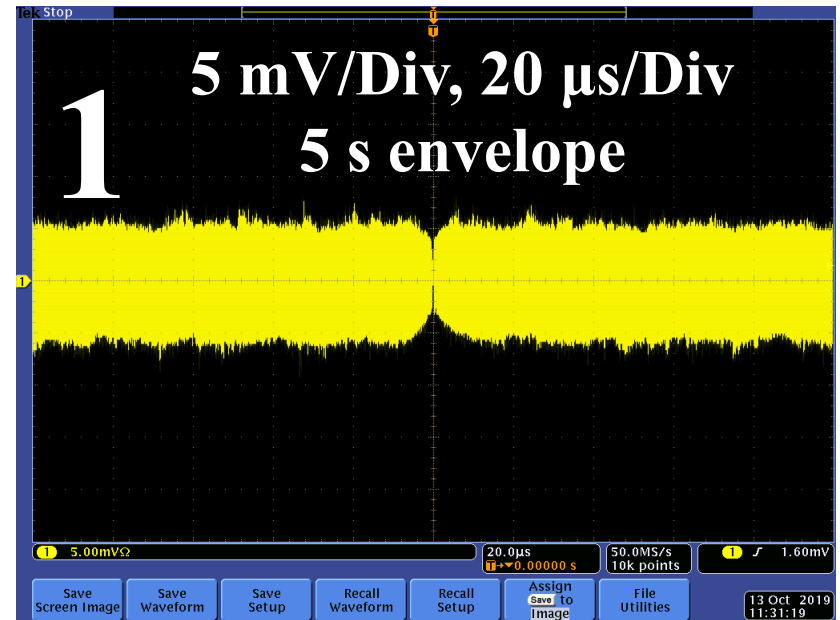 Tek Stop
T
T
5 mV/Div, 20 µs/Div
1
5 s envelope
1
1 5.00mVΩ
20.0µs
T→▼0.00000 s
50.0MS/s
10k points
1 ʃ 1.60mV
Save Screen Image
Save Waveform
Save Setup
Recall Waveform
Recall Setup
Assign Save to Image
File Utilities
13 Oct 2019
11:31:19